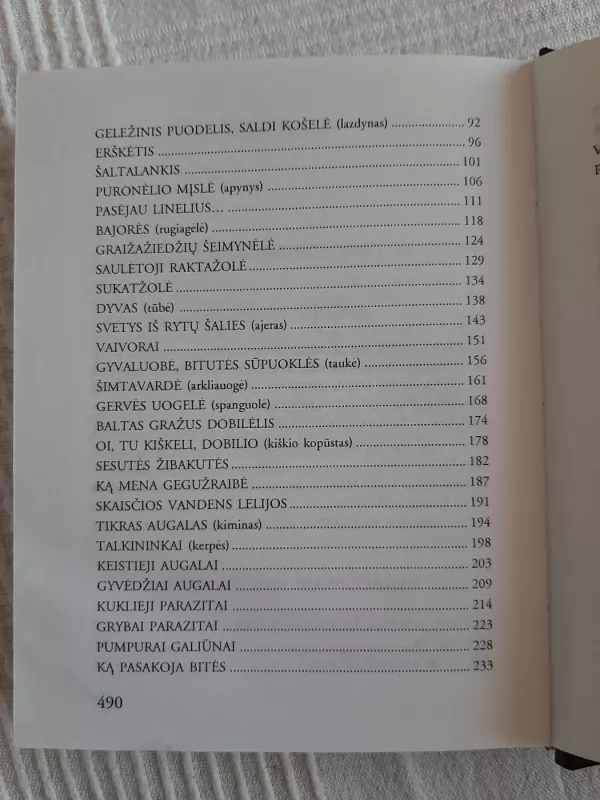 GELEŽINIS PUODELIS, SALDI KOŠELĖ (lazdynas) 92
ERŠKĖTIS 96
ŠALTALANKIS 101
PURONĖLIO MĮSLĖ (apynys) 106
PASĖJAU LINELIUS... 111
BAJORĖS (rugiagėlė) 118
GRAIŽAŽIEDŽIŲ ŠEIMYNĖLĖ 124
SAULĖTOJI RAKTAŽOLĖ 129
SUKATŽOLĖ 134
DYVAS (tūbė) 138
SVETYS IŠ RYTŲ ŠALIES (ajeras) 143
VAIVORAI 151
GYVALUOBĖ, BITUTĖS SŪPUOKLĖS (taukė) 156
ŠIMTAVARDĖ (arkliauogė) 161
GERVĖS UOGELĖ (spanguolė) 168
BALTAS GRAŽUS DOBILĖLIS 174
OI, TU KIŠKELI, DOBILIO (kiškio kopūstas) 178
SESUTĖS ŽIBAKUTĖS 182
KĄ MENA GEGUŽRAIBĖ 187
SKAISČIOS VANDENS LELIJOS 191
TIKRAS AUGALAS (kiminas) 194
TALKININKAI (kerpės) 198
KEISTIEJI AUGALAI 203
GYVĖDŽIAI AUGALAI 209
KUKLIEJI PARAZITAI 214
GRYBAI PARAZITAI 223
PUMPURAI GALIŪNAI 228
KĄ PASAKOJA BITĖS 233
490